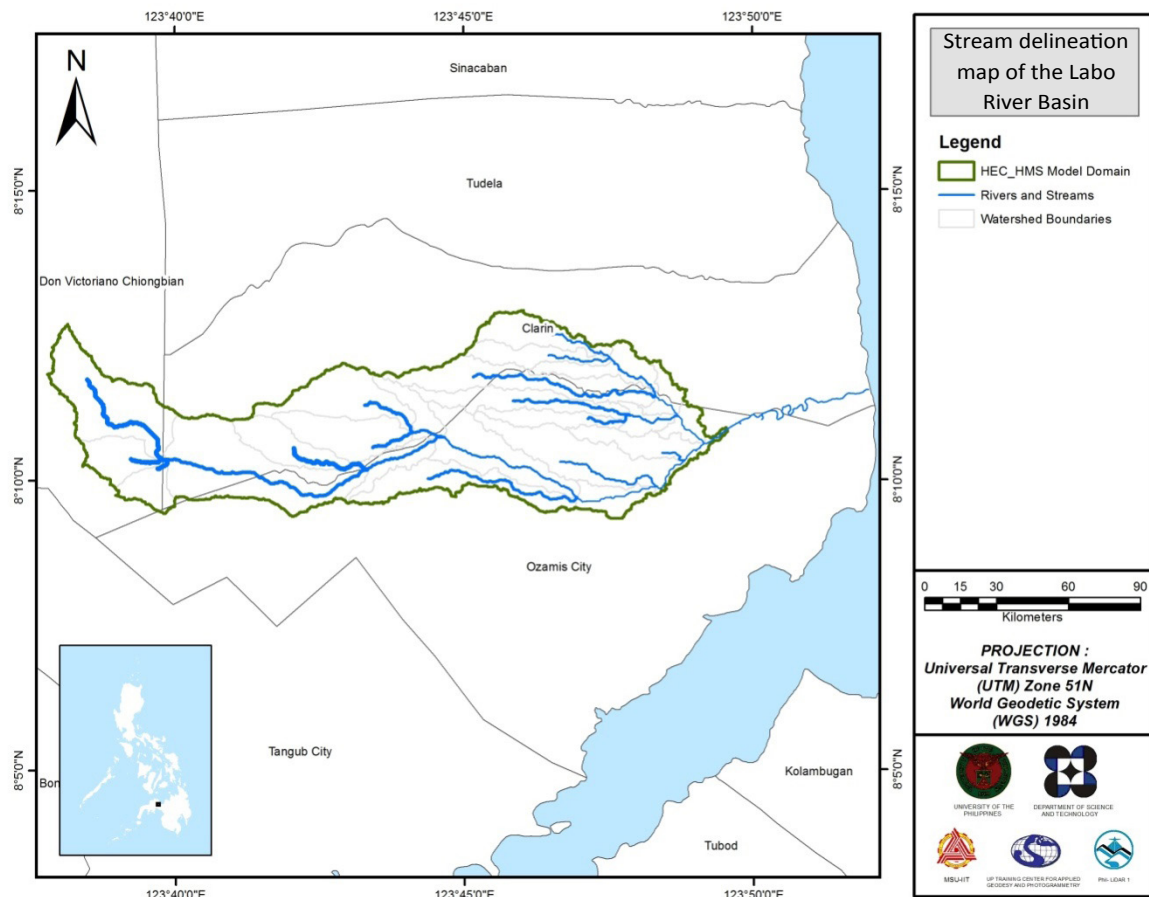 123°40'0"E
123°45'0"E
123°50'0"E
N
Sinacaban
Tudela
8°15'0"N
8°15'0"N
Don Victoriano Chiongbian
Clarin
8°10'0"N
8°10'0"N
Ozamis City
Tangub City
8°5'0"N
8°5'0"N
Bon
Kolambugan
Tubod
123°40'0"E
123°45'0"E
123°50'0"E
Stream delineation
map of the Labo
River Basin
Legend
HEC_HMS Model Domain
Rivers and Streams
Watershed Boundaries
0 15 30 60 90
Kilometers
PROJECTION :
Universal Transverse Mercator
(UTM) Zone 51N
World Geodetic System
(WGS) 1984
UNIVERSITY OF THE
PHILIPPINES
DEPARTMENT OF SCIENCE
AND TECHNOLOGY
MSU-IIT
UP TRAINING CENTER FOR APPLIED
GEODESY AND PHOTOGRAMMETRY
Phil- LiDAR 1